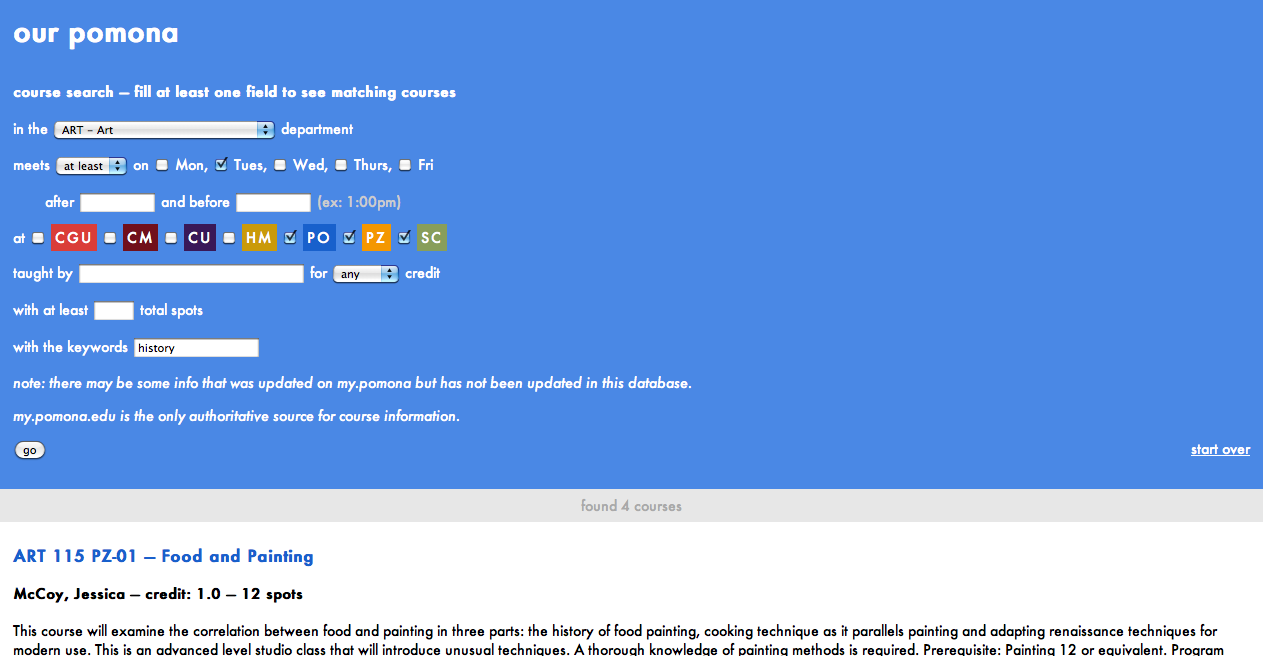 our pomona
course search – fill at least one field to see matching courses
in the ART – Art department
meets at least on Mon, Tues, Wed, Thurs, Fri
after and before (ex: 1:00pm)
at CGU CM CU HM PO PZ SC
taught by for any credit
with at least total spots
with the keywords history
note: there may be some info that was updated on my.pomona but has not been updated in this database.
my.pomona.edu is the only authoritative source for course information.
go start over
found 4 courses
ART 115 PZ-01 – Food and Painting
McCoy, Jessica – credit: 1.0 – 12 spots
This course will examine the correlation between food and painting in three parts: the history of food painting, cooking technique as it parallels painting and adapting renaissance techniques for
modern use. This is an advanced level studio class that will introduce unusual techniques. A thorough knowledge of painting methods is required. Prerequisite: Painting 12 or equivalent. Program